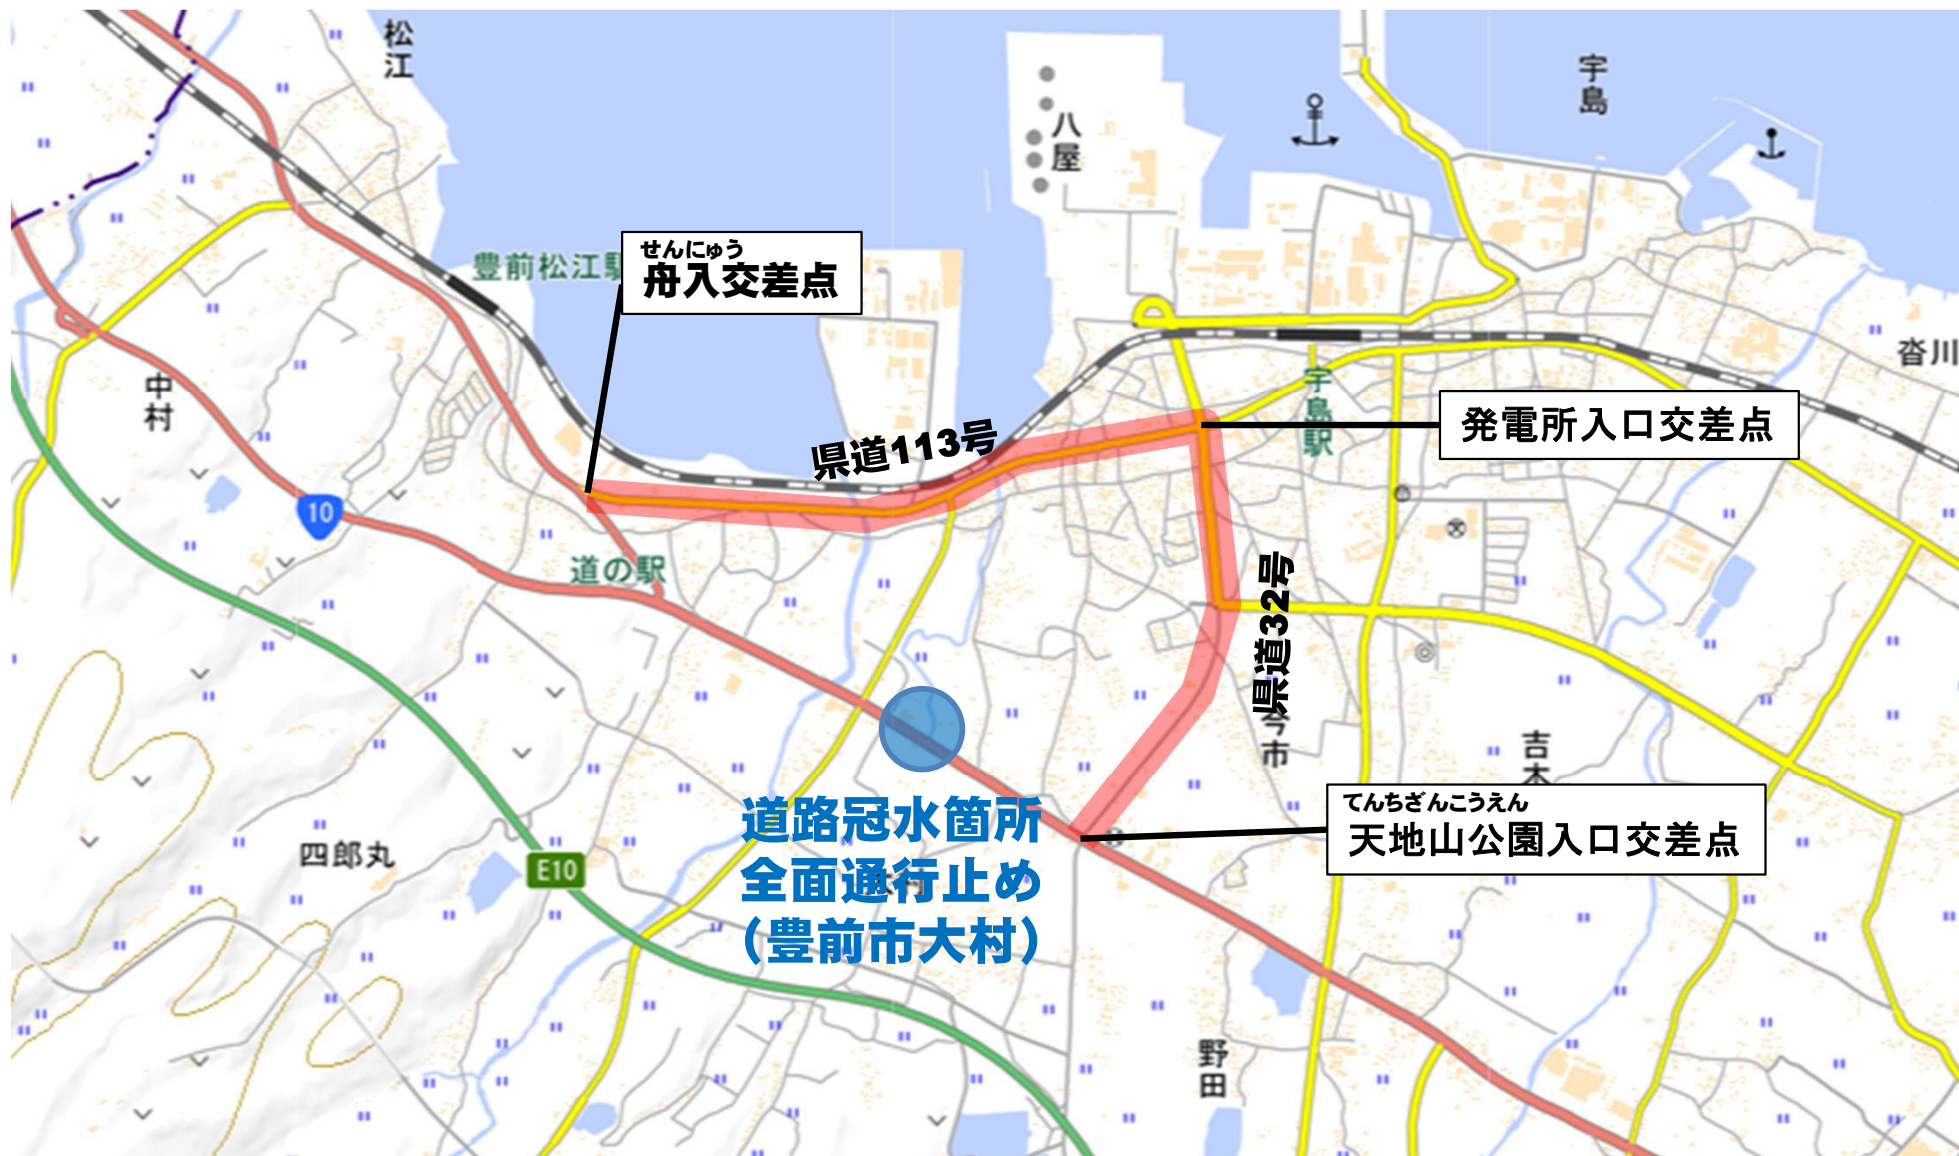 松江
宇島
八屋
豊前松江駅
せんにゅう
舟入交差点
沓川
中村
宇島駅
発電所入口交差点
県道113号
10
道の駅
県道32号
今市
吉木
てんちざんこうえん
天地山公園入口交差点
道路冠水箇所
全面通行止め
（豊前市大村）
四郎丸
E10
野田